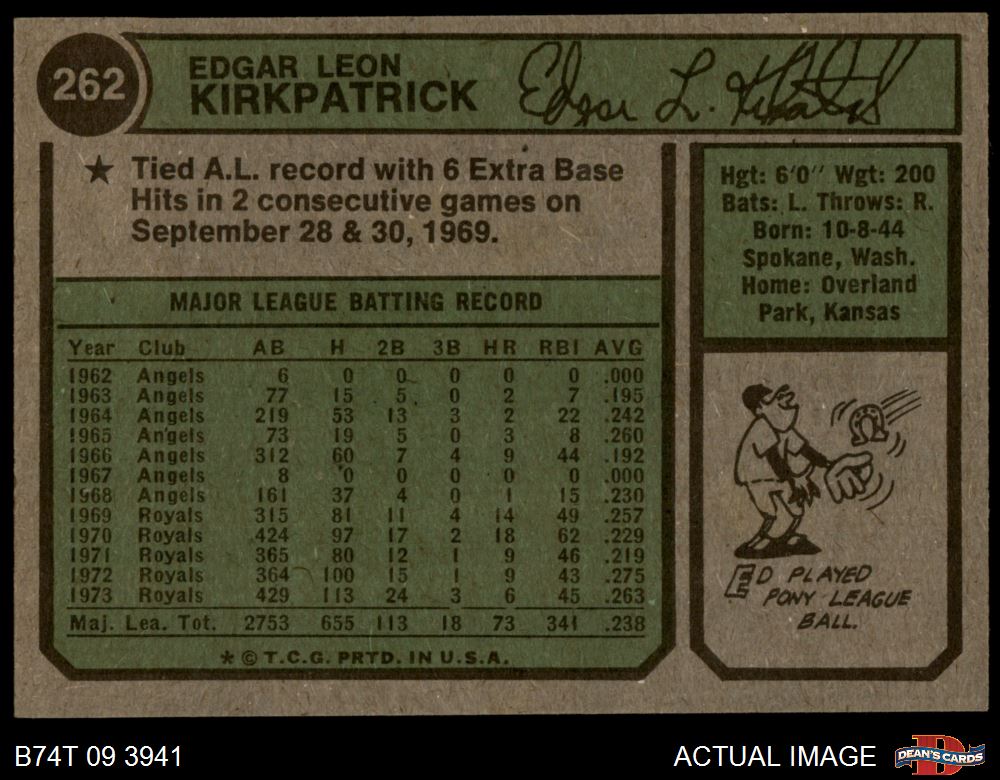 262
EDGAR LEON
KIRKPATRICK
Edgar L. Kirkpatrick
★ Tied A.L. record with 6 Extra Base
Hits in 2 consecutive games on
September 28 & 30, 1969.
Hgt: 6'0" Wgt: 200
Bats: L. Throws: R.
Born: 10-8-44
Spokane, Wash.
Home: Overland
Park, Kansas
MAJOR LEAGUE BATTING RECORD
Year Club AB H 2B 3B HR RBI AVG
1962 Angels 6 0 0 0 0 0 .000
1963 Angels 77 15 5 0 2 7 .195
1964 Angels 219 53 13 3 2 22 .242
1965 Angels 73 19 5 0 3 8 .260
1966 Angels 312 60 7 4 9 44 .192
1967 Angels 8 0 0 0 0 0 .000
1968 Angels 161 37 4 0 1 15 .230
1969 Royals 315 81 11 4 14 49 .257
1970 Royals 424 97 17 2 18 62 .229
1971 Royals 365 80 12 1 9 46 .219
1972 Royals 364 100 15 1 9 43 .275
1973 Royals 429 113 24 3 6 45 .263
Maj. Lea. Tot. 2753 655 113 18 73 341 .238
* © T.C.G. PRTD. IN U.S.A.
ED PLAYED
PONY LEAGUE
BALL.
B74T 09 3941
ACTUAL IMAGE
D
DEAN'S CARDS